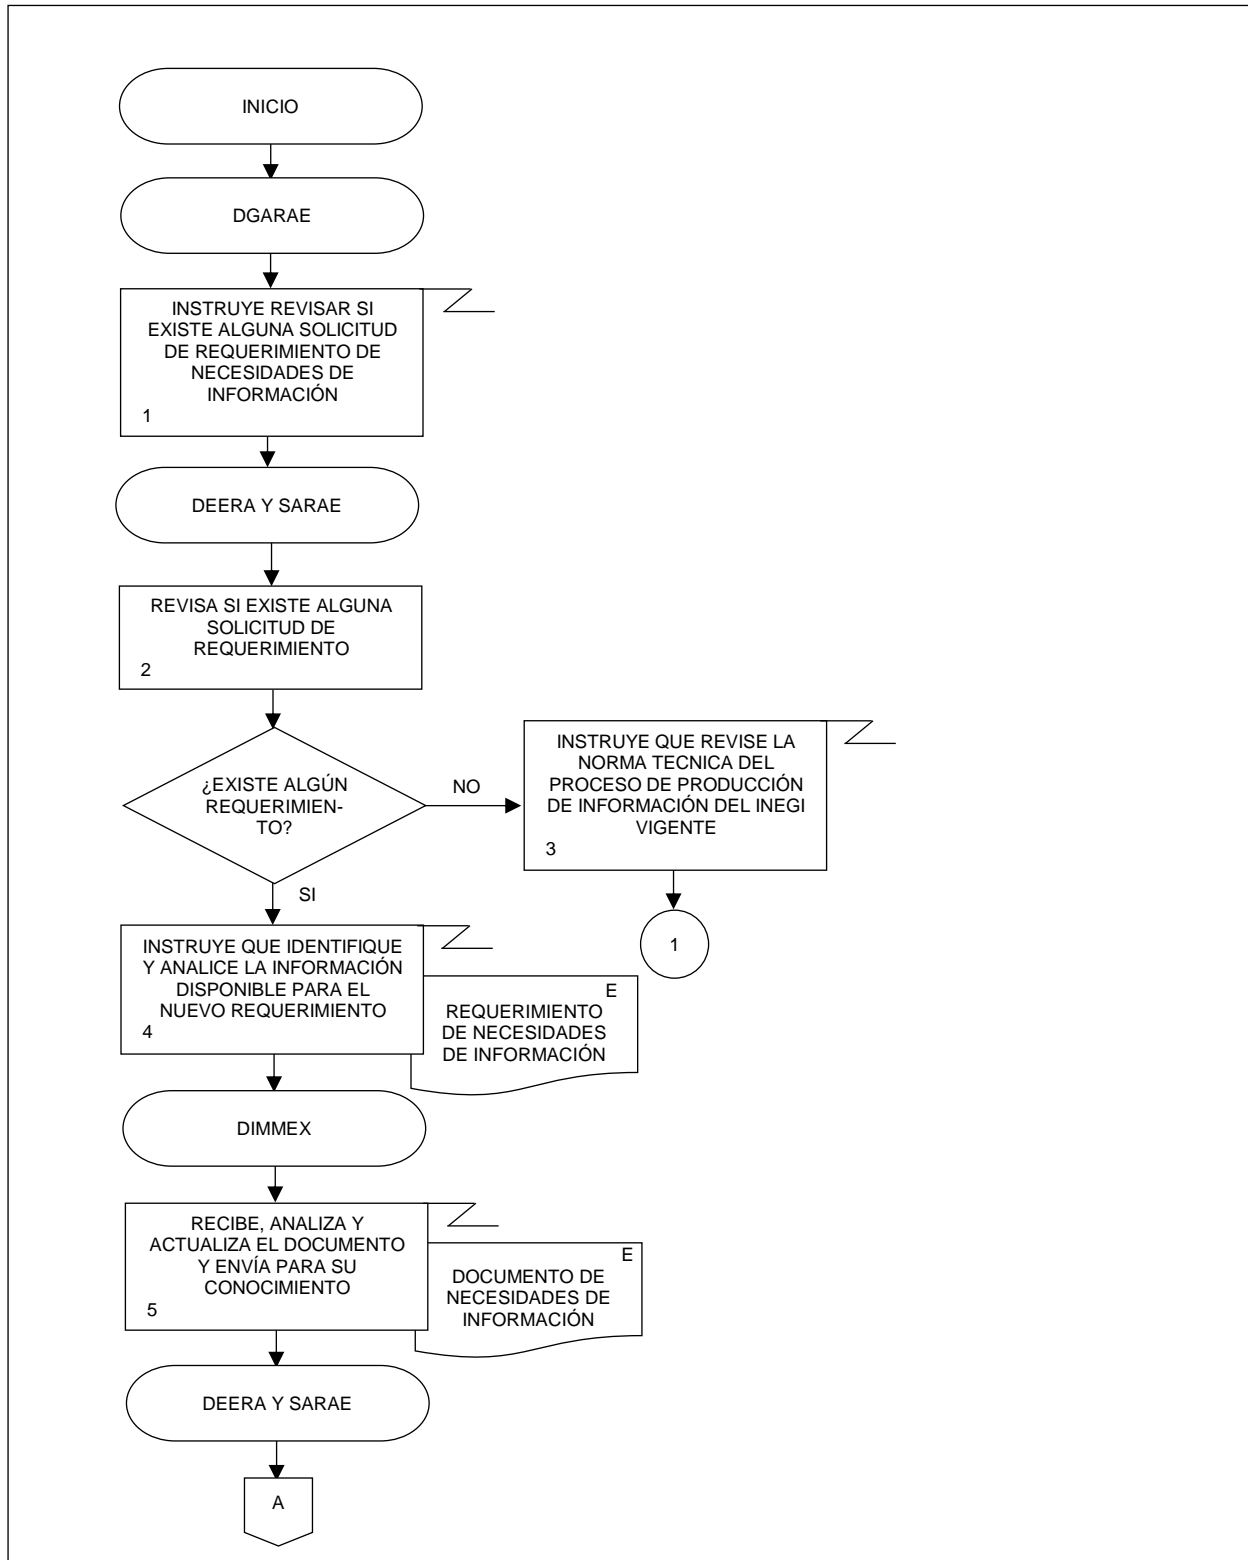 INICIO
DGARAE
INSTRUYE REVISAR SI
EXISTE ALGUNA SOLICITUD
DE REQUERIMIENTO DE
NECESIDADES DE
INFORMACIÓN
1
DEERA Y SARAE
REVISA SI EXISTE ALGUNA
SOLICITUD DE
REQUERIMIENTO
2
¿EXISTE ALGÚN
REQUERIMIEN-
TO?
NO
INSTRUYE QUE REVISE LA
NORMA TECNICA DEL
PROCESO DE PRODUCCIÓN
DE INFORMACIÓN DEL INEGI
VIGENTE
3
1
SI
INSTRUYE QUE IDENTIFIQUE
Y ANALICE LA INFORMACIÓN
DISPONIBLE PARA EL
NUEVO REQUERIMIENTO
4
E
REQUERIMIENTO
DE NECESIDADES
DE INFORMACIÓN
DIMMEX
RECIBE, ANALIZA Y
ACTUALIZA EL DOCUMENTO
Y ENVÍA PARA SU
CONOCIMIENTO
5
E
DOCUMENTO DE
NECESIDADES DE
INFORMACIÓN
DEERA Y SARAE
A